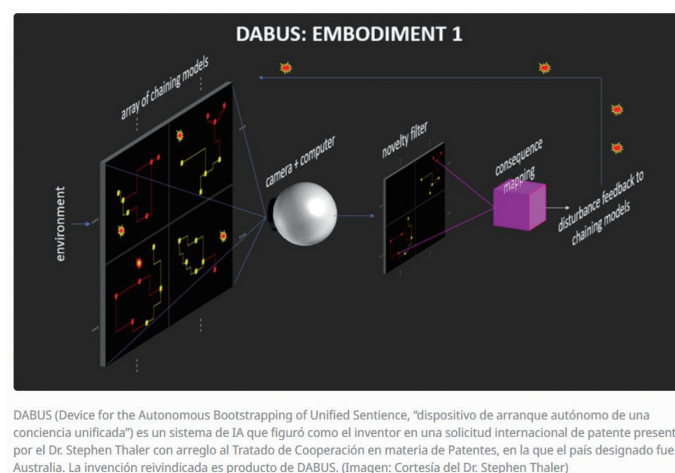 DABUS: EMBODIMENT 1
array of chaining models
camera + computer
novelty filter
consequence
mapping
environment
disturbance feedback to
chaining models
DABUS (Device for the Autonomous Bootstrapping of Unified Sentience, “dispositivo de arranque autónomo de una
conciencia unificada”) es un sistema de IA que figuró como el inventor en una solicitud internacional de patente present
por el Dr. Stephen Thaler con arreglo al Tratado de Cooperación en materia de Patentes, en la que el país designado fue
Australia. La invención reivindicada es producto de DABUS. (Imagen: Cortesía del Dr. Stephen Thaler)